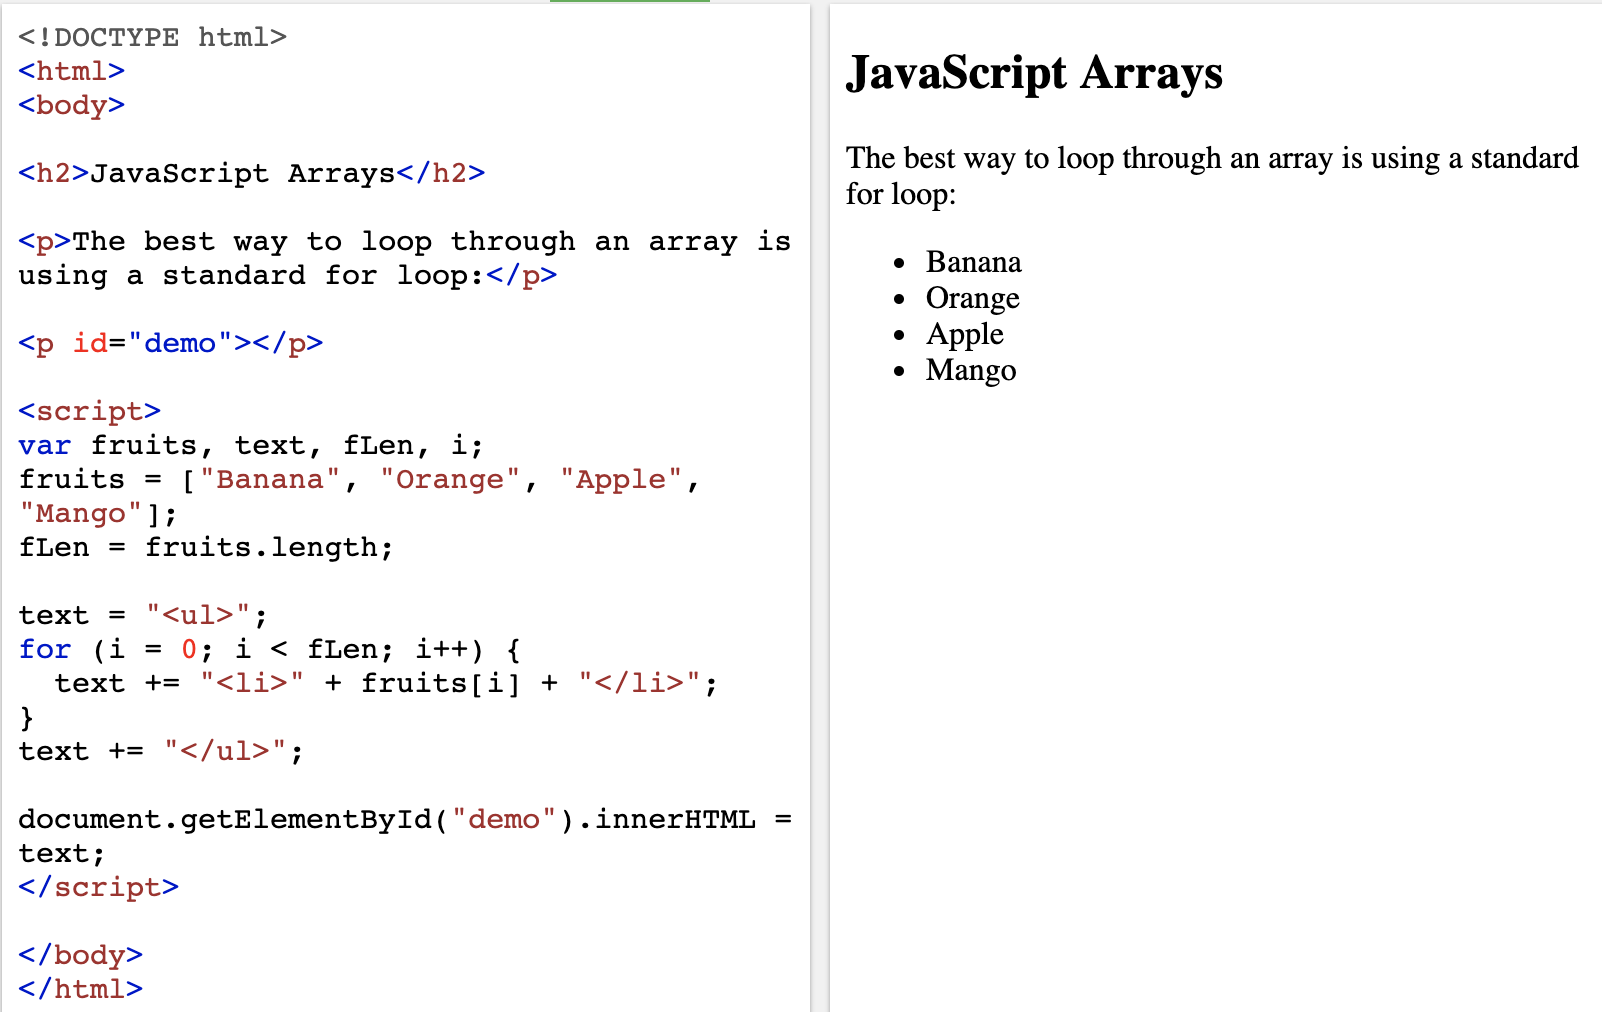 <!DOCTYPE html>
<html>
<body>
<h2>JavaScript Arrays</h2>
<p>The best way to loop through an array is
using a standard for loop:</p>
<p id="demo"></p>
<script>
var fruits, text, fLen, i;
fruits = ["Banana", "Orange", "Apple",
"Mango"];
fLen = fruits.length;
text = "<ul>";
for (i = 0; i < fLen; i++) {
  text += "<li>" + fruits[i] + "</li>";
}
text += "</ul>";
document.getElementById("demo").innerHTML =
text;
</script>
</body>
</html>
JavaScript Arrays
The best way to loop through an array is using a standard
for loop:
• Banana
• Orange
• Apple
• Mango